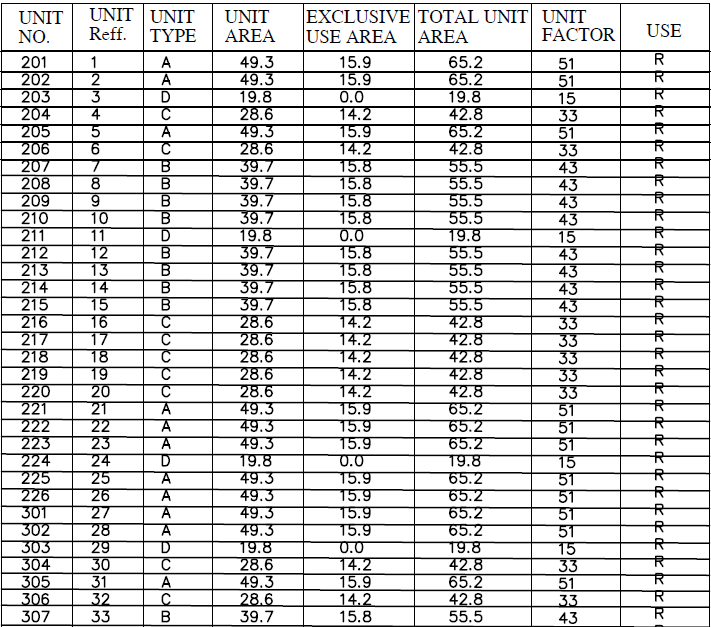 UNIT NO. UNIT Reff. UNIT TYPE UNIT AREA EXCLUSIVE USE AREA TOTAL UNIT AREA UNIT FACTOR USE
201 1 A 49.3 15.9 65.2 51 R
202 2 A 49.3 15.9 65.2 51 R
203 3 D 19.8 0.0 19.8 15 R
204 4 C 28.6 14.2 42.8 33 R
205 5 A 49.3 15.9 65.2 51 R
206 6 C 28.6 14.2 42.8 33 R
207 7 B 39.7 15.8 55.5 43 R
208 8 B 39.7 15.8 55.5 43 R
209 9 B 39.7 15.8 55.5 43 R
210 10 B 39.7 15.8 55.5 43 R
211 11 D 19.8 0.0 19.8 15 R
212 12 B 39.7 15.8 55.5 43 R
213 13 B 39.7 15.8 55.5 43 R
214 14 B 39.7 15.8 55.5 43 R
215 15 B 39.7 15.8 55.5 43 R
216 16 C 28.6 14.2 42.8 33 R
217 17 C 28.6 14.2 42.8 33 R
218 18 C 28.6 14.2 42.8 33 R
219 19 C 28.6 14.2 42.8 33 R
220 20 C 28.6 14.2 42.8 33 R
221 21 A 49.3 15.9 65.2 51 R
222 22 A 49.3 15.9 65.2 51 R
223 23 A 49.3 15.9 65.2 51 R
224 24 D 19.8 0.0 19.8 15 R
225 25 A 49.3 15.9 65.2 51 R
226 26 A 49.3 15.9 65.2 51 R
301 27 A 49.3 15.9 65.2 51 R
302 28 A 49.3 15.9 65.2 51 R
303 29 D 19.8 0.0 19.8 15 R
304 30 C 28.6 14.2 42.8 33 R
305 31 A 49.3 15.9 65.2 51 R
306 32 C 28.6 14.2 42.8 33 R
307 33 B 39.7 15.8 55.5 43 R